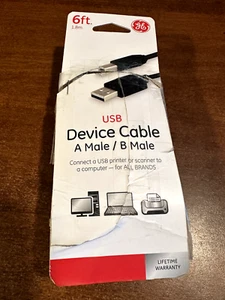 6ft.
1.8m
GE
USB
Device Cable
A Male / B Male
Connect a USB printer or scanner to
a computer — for ALL BRANDS
LIFETIME
WARRANTY